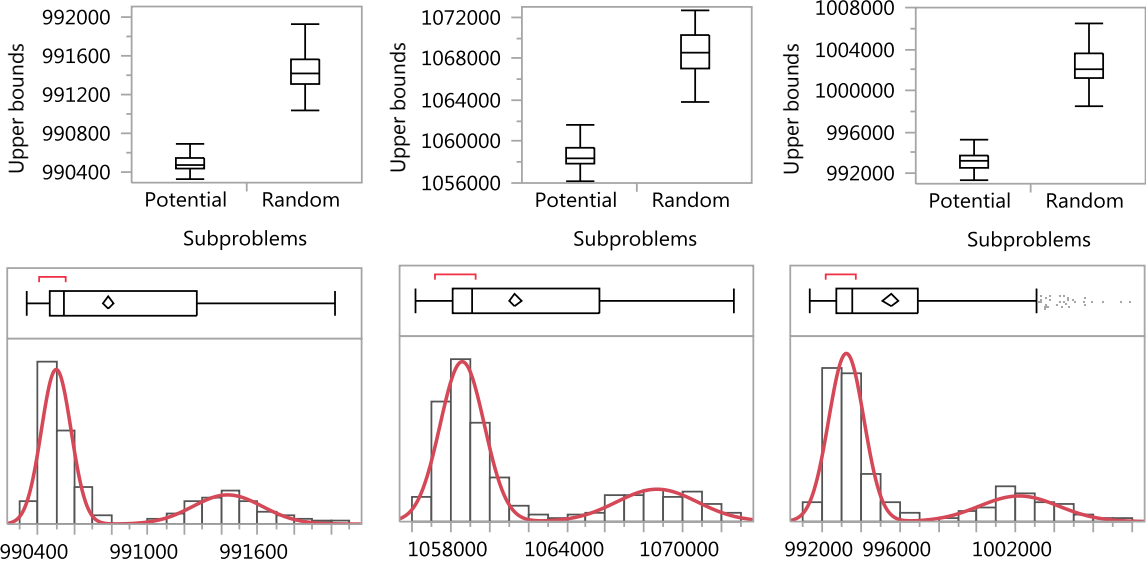 Upper bounds
992000
991600
991200
990800
990400
Potential Random
Subproblems
Upper bounds
1072000
1068000
1064000
1060000
1056000
Potential Random
Subproblems
Upper bounds
1008000
1004000
1000000
996000
992000
Potential Random
Subproblems
990400 991000 991600
1058000 1064000 1070000
992000 996000 1002000